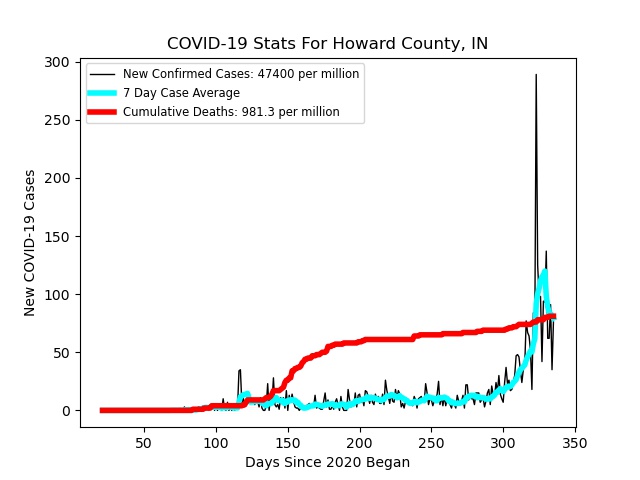 COVID-19 Stats For Howard County, IN
New Confirmed Cases: 47400 per million
7 Day Case Average
Cumulative Deaths: 981.3 per million
New COVID-19 Cases
300
250
200
150
100
50
0
50 100 150 200 250 300 350
Days Since 2020 Began